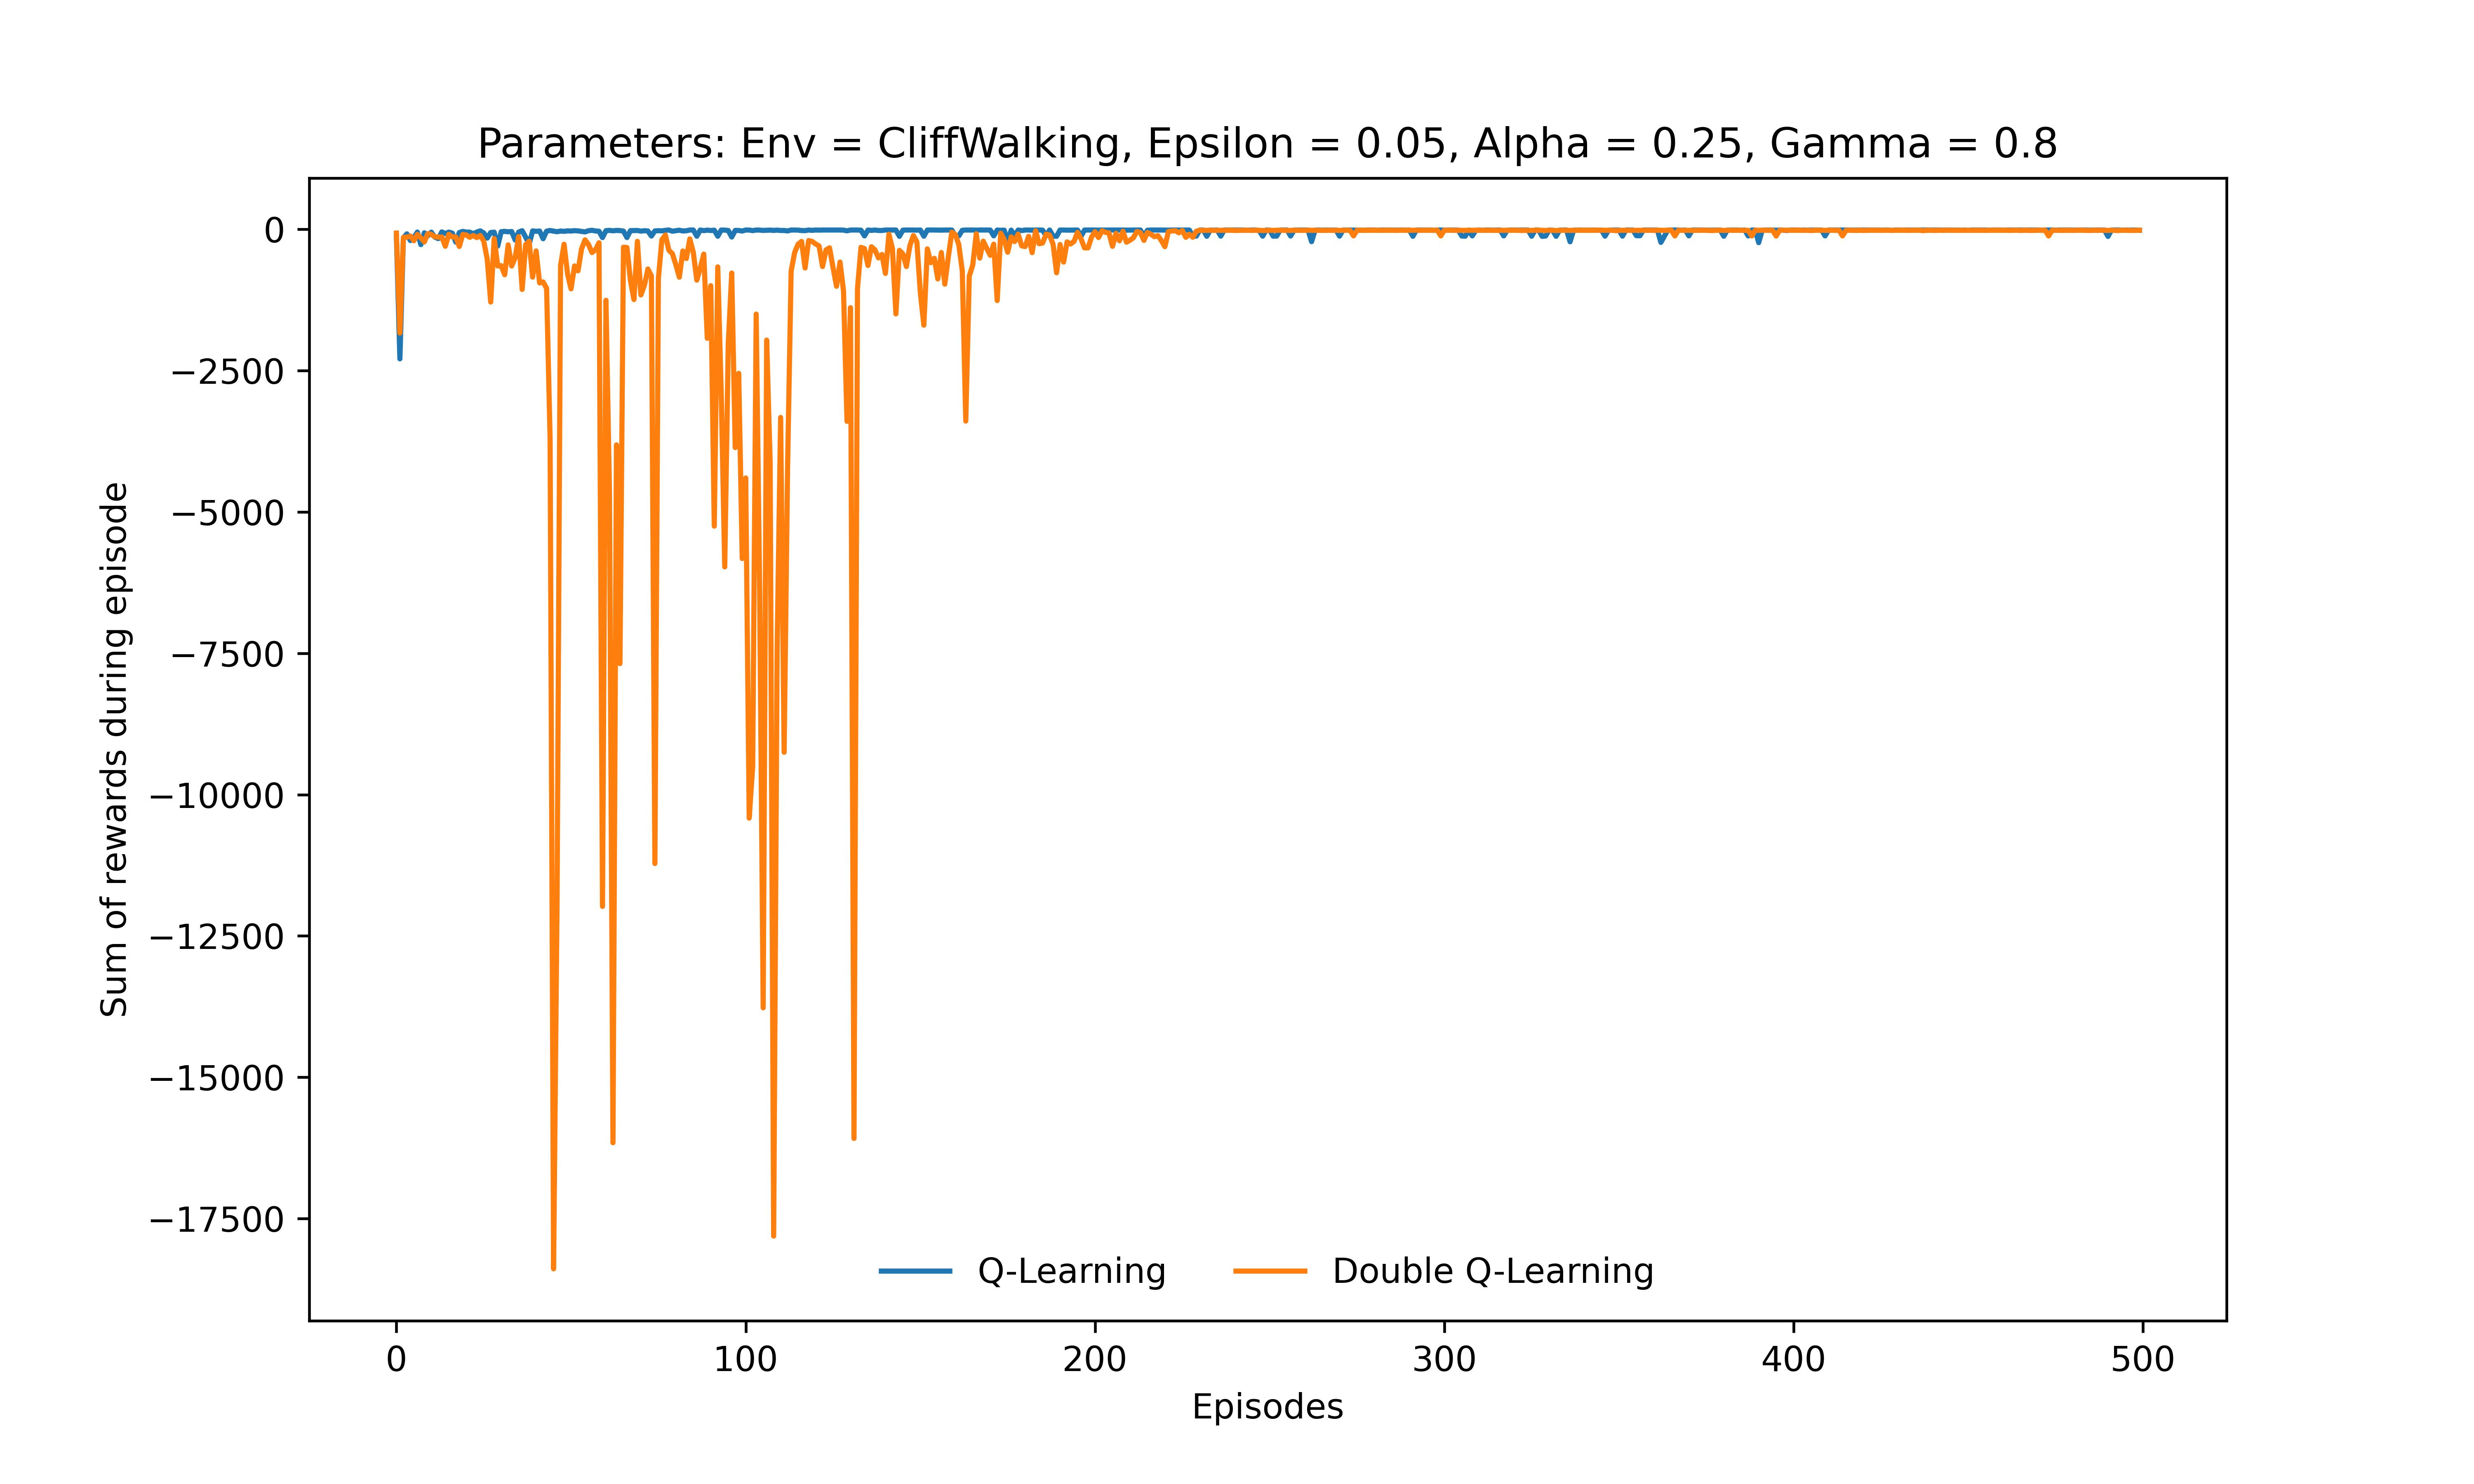 Parameters: Env = CliffWalking, Epsilon = 0.05, Alpha = 0.25, Gamma = 0.8
Sum of rewards during episode
0
−2500
−5000
−7500
−10000
−12500
−15000
−17500
Q-Learning
Double Q-Learning
0
100
200
300
400
500
Episodes